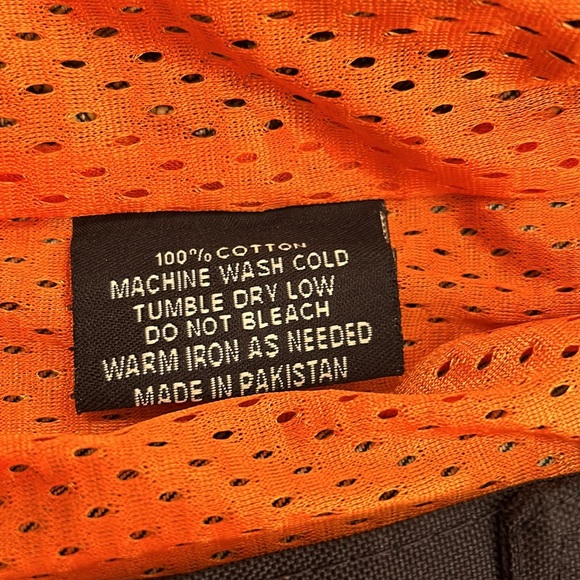 100% COTTON
MACHINE WASH COLD
TUMBLE DRY LOW
DO NOT BLEACH
WARM IRON AS NEEDED
MADE IN PAKISTAN